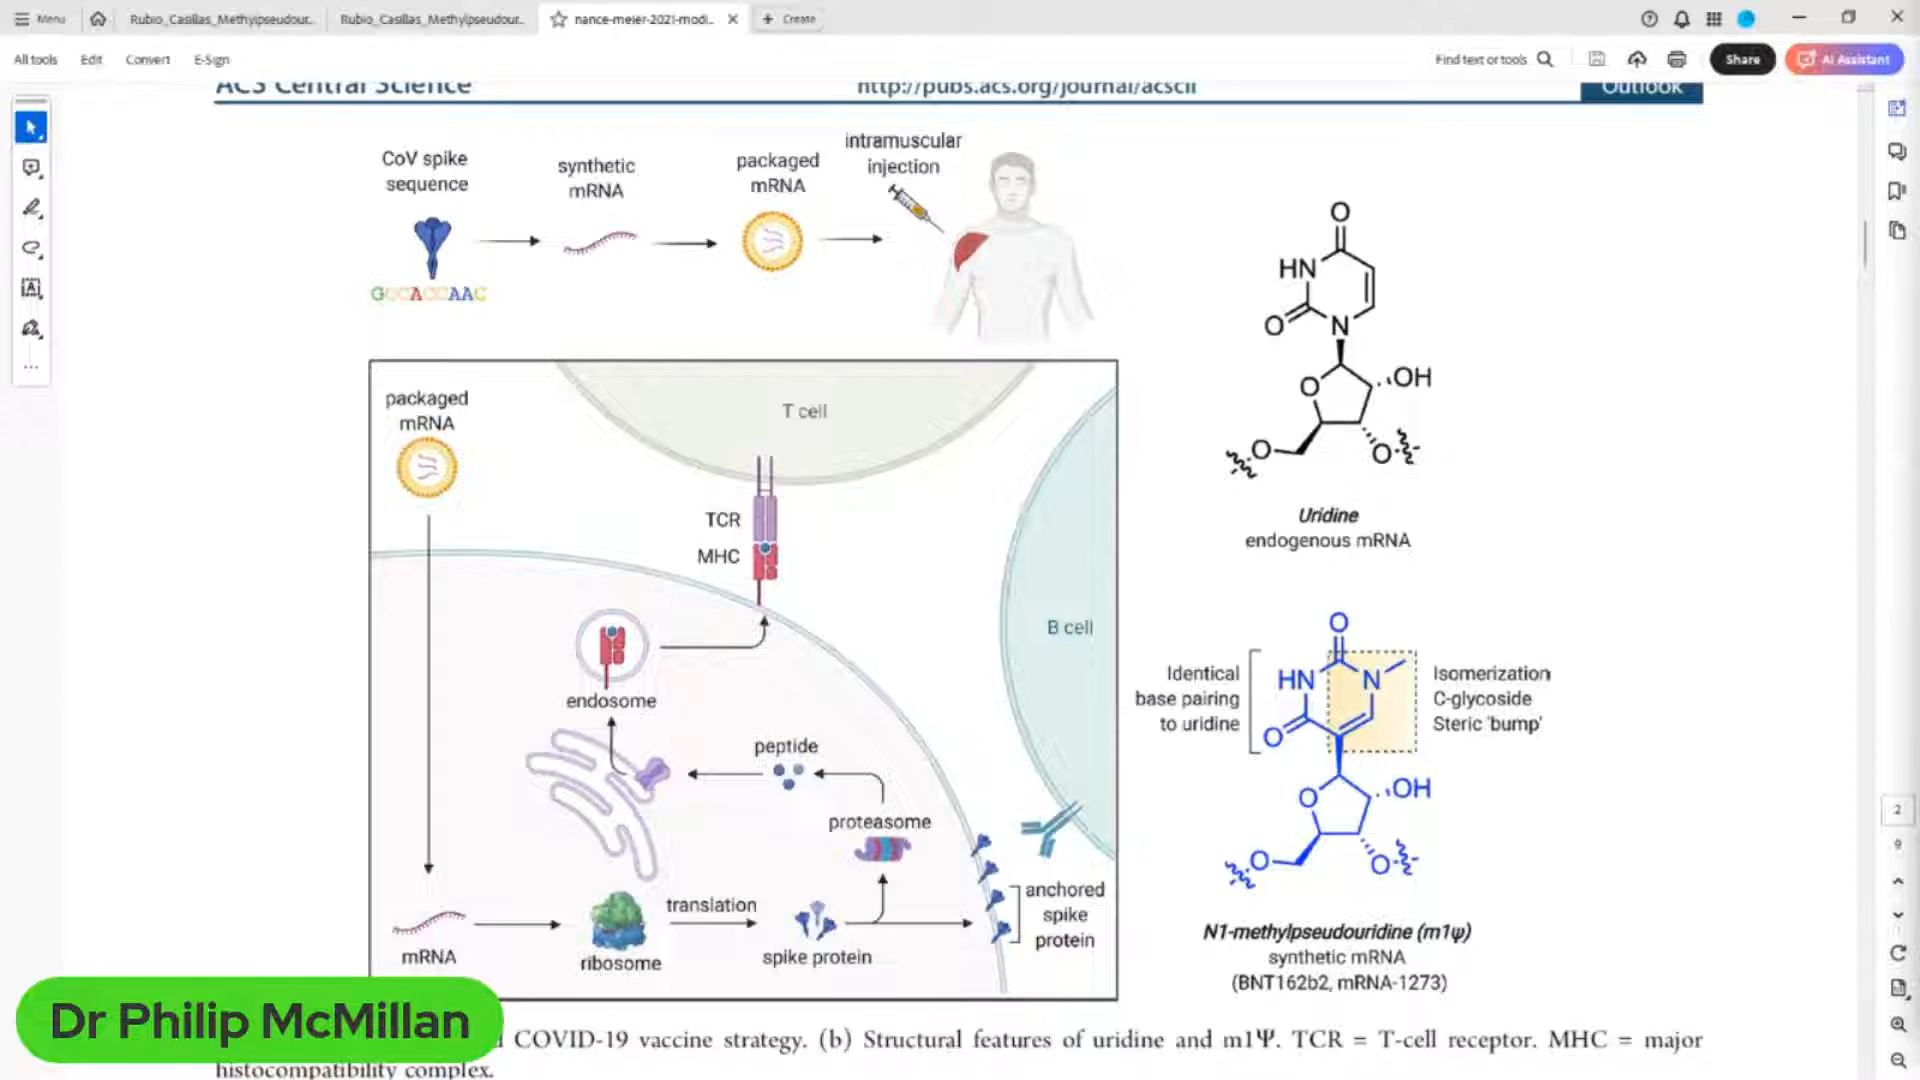 Menu
Rubio_Casillas_Methylpseudour...
Rubio_Casillas_Methylpseudour...
nance-meier-2021-modi...
+ Create
All tools
Edit
Convert
E-Sign
Find text or tools
Share
AI Assistant
ACS Central Science
http://pubs.acs.org/journal/acscii
Outlook
CoV spike
sequence
synthetic
mRNA
packaged
mRNA
intramuscular
injection
packaged
mRNA
T cell
TCR
MHC
B cell
endosome
peptide
proteasome
translation
anchored
spike
protein
mRNA
ribosome
spike protein
O
HN
O
N
O
OH
O
O
Uridine
endogenous mRNA
Identical
base pairing
to uridine
O
HN
N
O
Isomerization
C-glycoside
Steric 'bump'
O
OH
O
O
N1-methylpseudouridine (m1ψ)
synthetic mRNA
(BNT162b2, mRNA-1273)
2
9
Dr Philip McMillan
COVID-19 vaccine strategy. (b) Structural features of uridine and m1Ψ. TCR = T-cell receptor. MHC = major
histocompatibility complex.